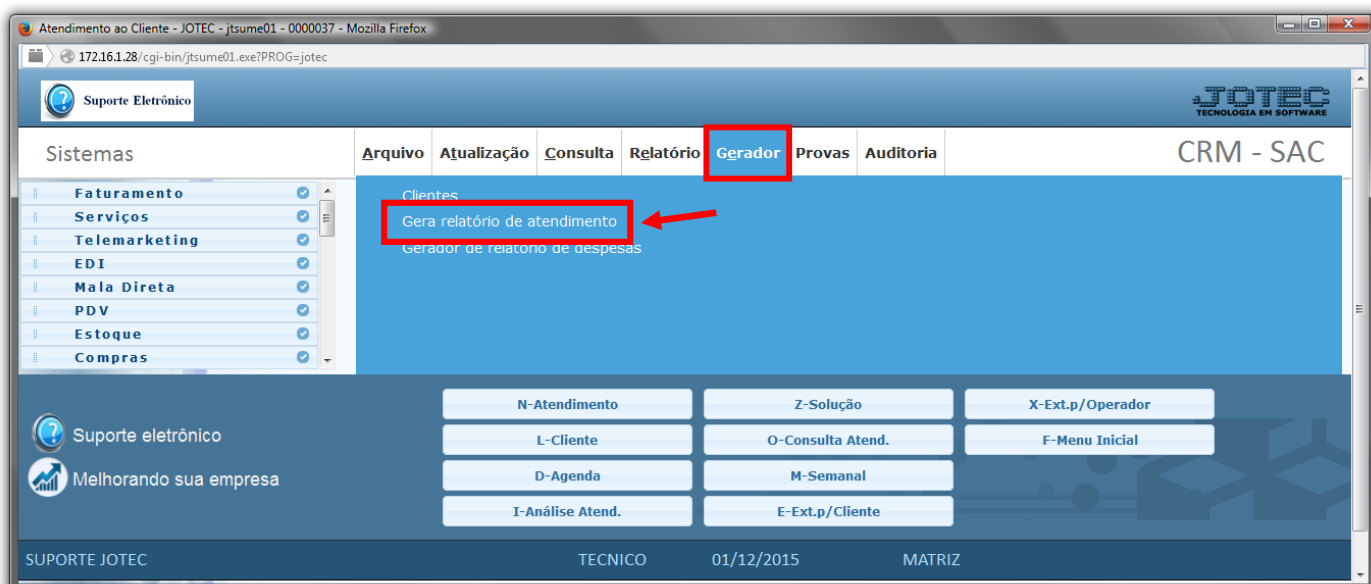 Atendimento ao Cliente - JOTEC - jtsume01 - 0000037 - Mozilla Firefox
172.16.1.28/cgi-bin/jtsume01.exe?PROG=jotec
Suporte Eletrônico
JOTEC
TECNOLOGIA EM SOFTWARE
Sistemas
Arquivo Atualização Consulta Relatório Gerador Provas Auditoria
CRM - SAC
Faturamento
Serviços
Telemarketing
EDI
Mala Direta
PDV
Estoque
Compras
Clientes
Gera relatório de atendimento
Gerador de relatório de despesas
N-Atendimento Z-Solução X-Ext.p/Operador
L-Cliente O-Consulta Atend. F-Menu Inicial
D-Agenda M-Semanal
I-Análise Atend. E-Ext.p/Cliente
Suporte eletrônico
Melhorando sua empresa
SUPORTE JOTEC TECNICO 01/12/2015 MATRIZ